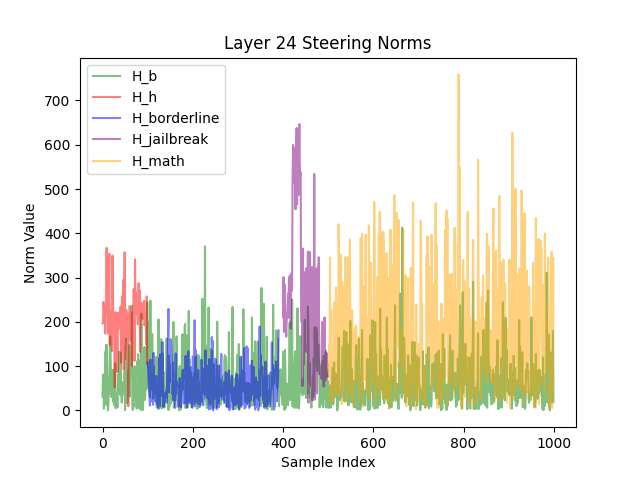 Layer 24 Steering Norms
H_b
H_h
H_borderline
H_jailbreak
H_math
Norm Value
700
600
500
400
300
200
100
0
0
200
400
600
800
1000
Sample Index